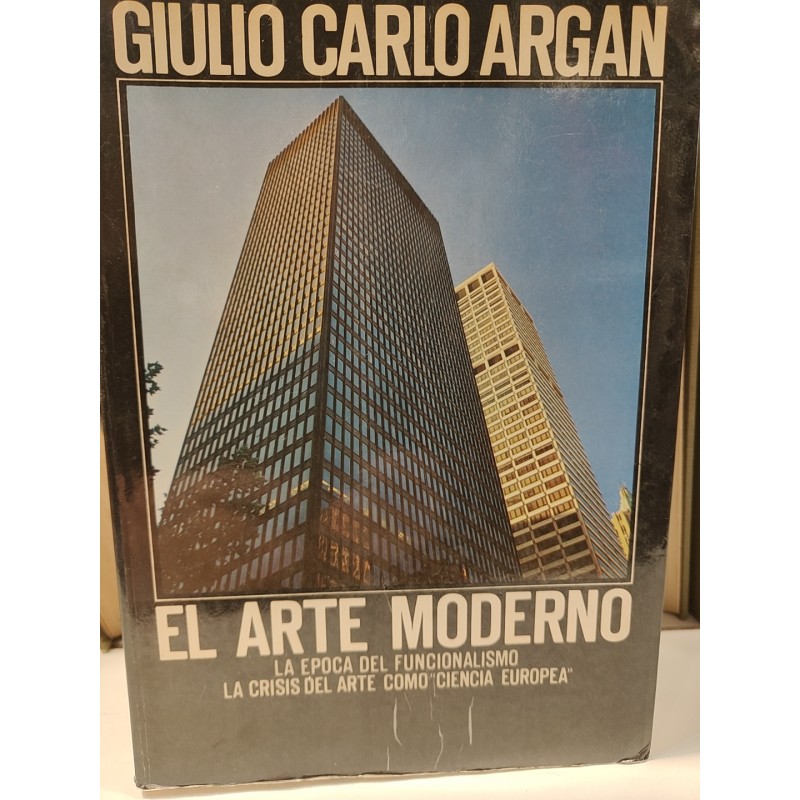 GIULIO CARLO ARGAN
EL ARTE MODERNO
LA EPOCA DEL FUNCIONALISMO
LA CRISIS DEL ARTE COMO "CIENCIA EUROPEA"